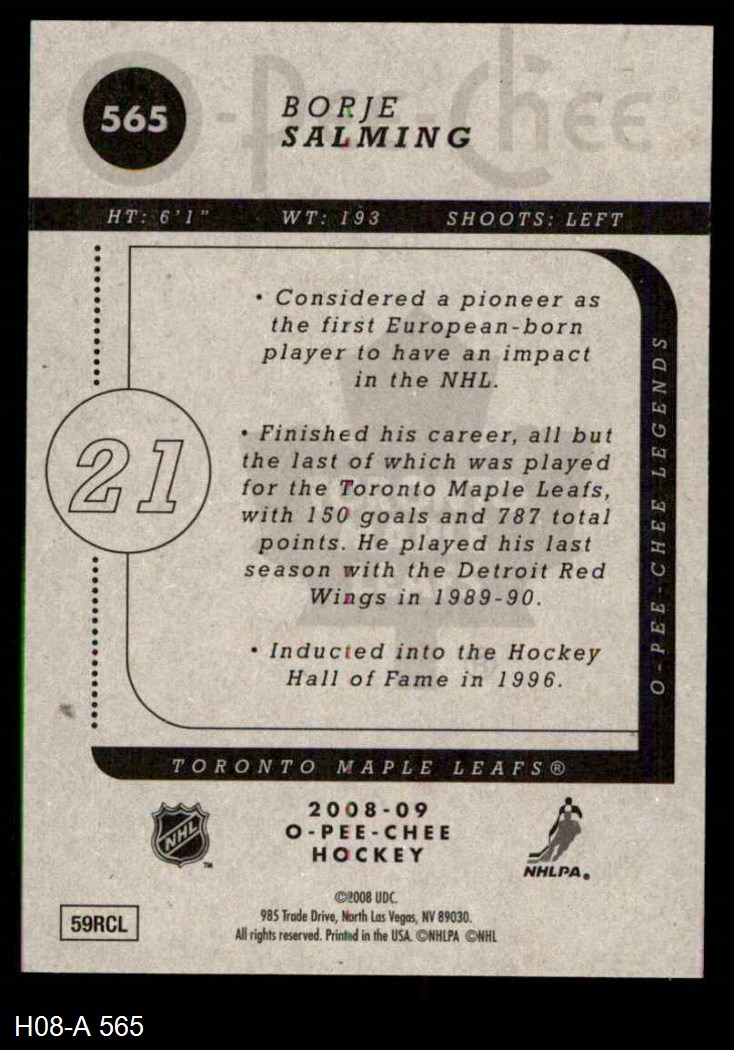 O-Pee-Chee
565
BORJE
SALMING
HT: 6'1" WT: 193 SHOOTS: LEFT
• Considered a pioneer as
the first European-born
player to have an impact
in the NHL.
• Finished his career, all but
the last of which was played
for the Toronto Maple Leafs,
with 150 goals and 787 total
points. He played his last
season with the Detroit Red
Wings in 1989-90.
• Inducted into the Hockey
Hall of Fame in 1996.
21
O-PEE-CHEE LEGENDS
TORONTO MAPLE LEAFS®
NHL™
2008-09
O-PEE-CHEE
HOCKEY
NHLPA®
©2008 UDC.
985 Trade Drive, North Las Vegas, NV 89030.
All rights reserved. Printed in the USA. ©NHLPA ©NHL
59RCL
H08-A 565